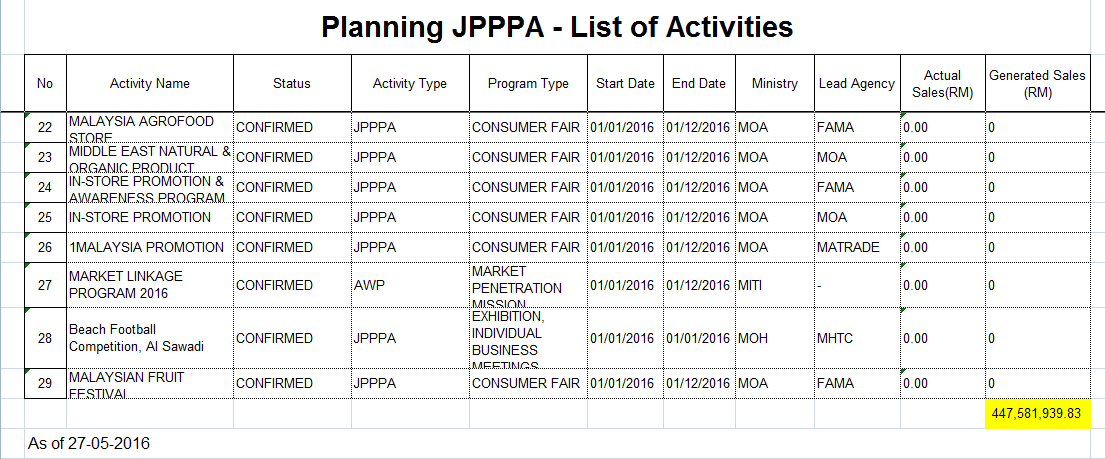 Planning JPPPA - List of Activities
No Activity Name Status Activity Type Program Type Start Date End Date Ministry Lead Agency Actual Sales(RM) Generated Sales (RM)
22 MALAYSIA AGROFOOD STORE CONFIRMED JPPPA CONSUMER FAIR 01/01/2016 01/12/2016 MOA FAMA 0.00 0
23 MIDDLE EAST NATURAL & ORGANIC PRODUCT CONFIRMED JPPPA CONSUMER FAIR 01/01/2016 01/12/2016 MOA MOA 0.00 0
24 IN-STORE PROMOTION & AWARENESS PROGRAM CONFIRMED JPPPA CONSUMER FAIR 01/01/2016 01/12/2016 MOA FAMA 0.00 0
25 IN-STORE PROMOTION CONFIRMED JPPPA CONSUMER FAIR 01/01/2016 01/12/2016 MOA MOA 0.00 0
26 1MALAYSIA PROMOTION CONFIRMED JPPPA CONSUMER FAIR 01/01/2016 01/12/2016 MOA MATRADE 0.00 0
27 MARKET LINKAGE PROGRAM 2016 CONFIRMED AWP MARKET PENETRATION MISSION 01/01/2016 01/12/2016 MITI - 0.00 0
28 Beach Football Competition, Al Sawadi CONFIRMED JPPPA EXHIBITION, INDIVIDUAL BUSINESS MEETINGS 01/01/2016 01/01/2016 MOH MHTC 0.00 0
29 MALAYSIAN FRUIT FESTIVAL CONFIRMED JPPPA CONSUMER FAIR 01/01/2016 01/12/2016 MOA FAMA 0.00 0
447,581,939.83
As of 27-05-2016